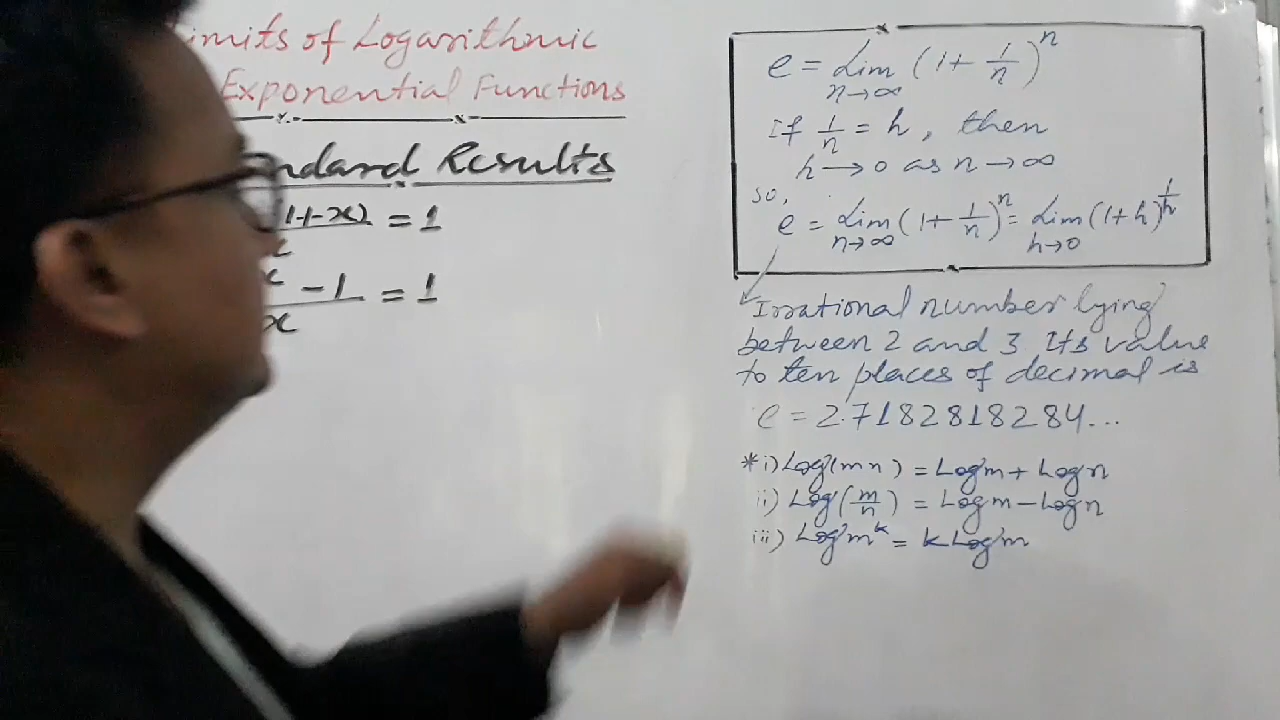 imits of Logarithmic
Exponential Functions
ndard Results
1+x) = 1
x
x - 1 = 1
x
e = Lim (1 + 1/n)^n
n→∞
If 1/n = h, then
h→0 as n→∞
so,
e = Lim (1 + 1/n)^n = Lim (1+h)^1/h
n→∞ h→0
Irrational number lying
between 2 and 3. Its value
to ten places of decimal is
e = 2.7182818284...
*i) Log(mn) = Logm + Logn
ii) Log(m/n) = Logm - Logn
iii) Logm^k = kLogm